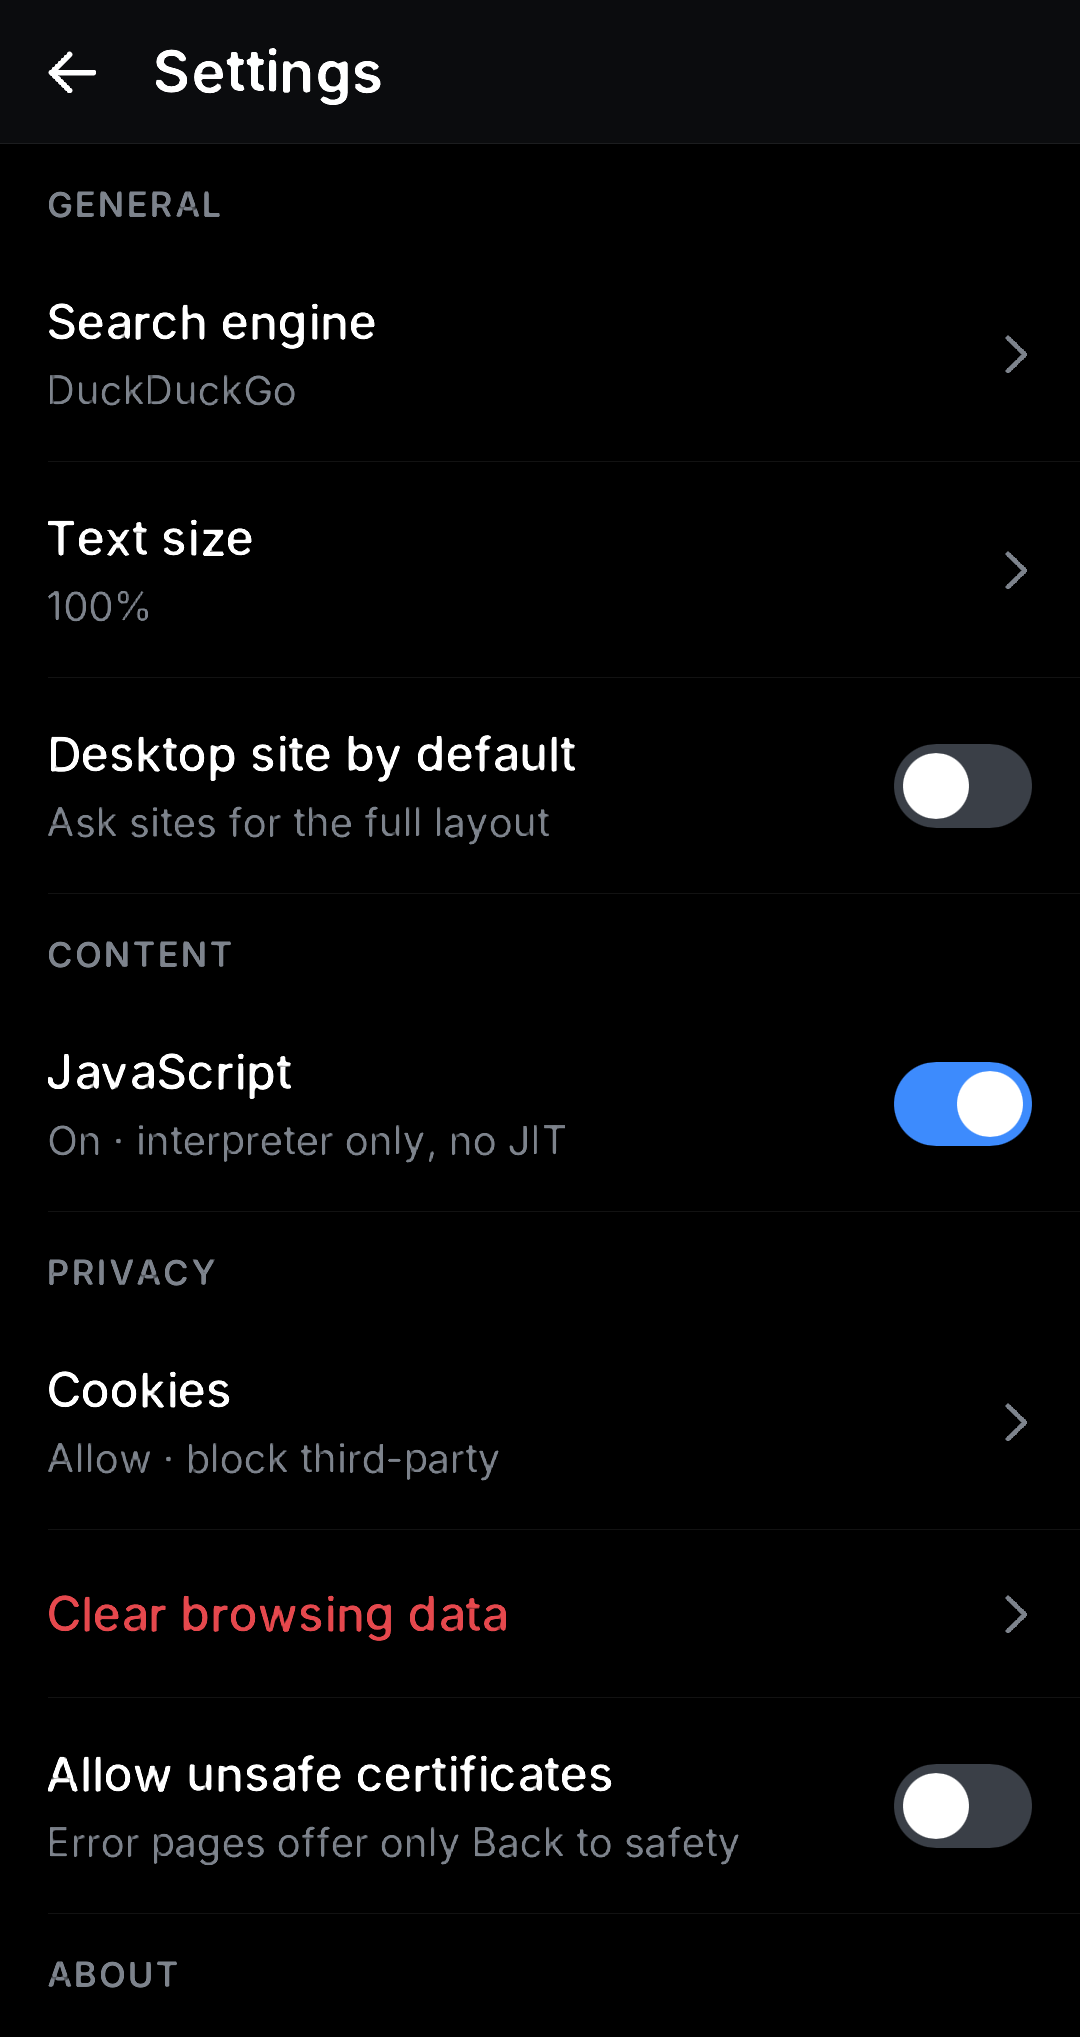 Settings
GENERAL
Search engine
DuckDuckGo
Text size
100%
Desktop site by default
Ask sites for the full layout
CONTENT
JavaScript
On · interpreter only, no JIT
PRIVACY
Cookies
Allow · block third-party
Clear browsing data
Allow unsafe certificates
Error pages offer only Back to safety
ABOUT